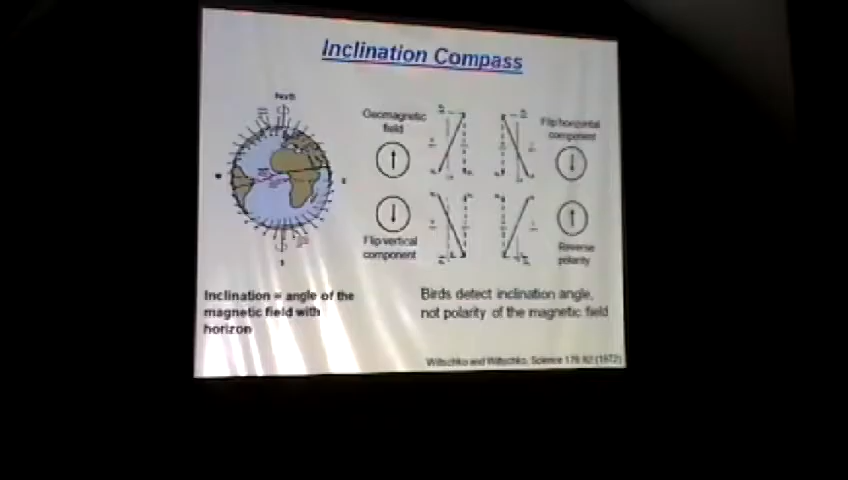 Inclination Compass
North
Geomagnetic
field
Flip horizontal
component
Flip vertical
component
Reverse
polarity
Inclination = angle of the
magnetic field with
horizon
Birds detect inclination angle,
not polarity of the magnetic field
Wiltschko and Wiltschko, Science 176:62 (1972)